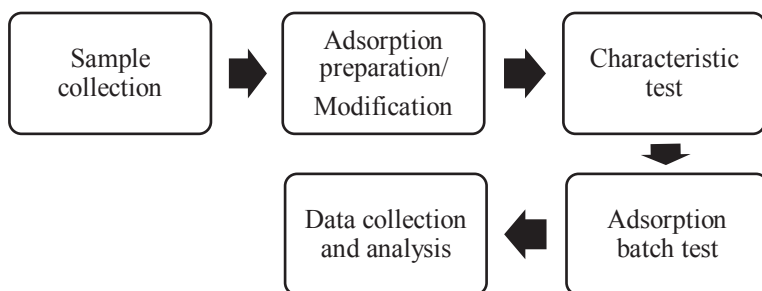 Sample
collection
Adsorption
preparation/
Modification
Characteristic
test
Adsorption
batch test
Data collection
and analysis